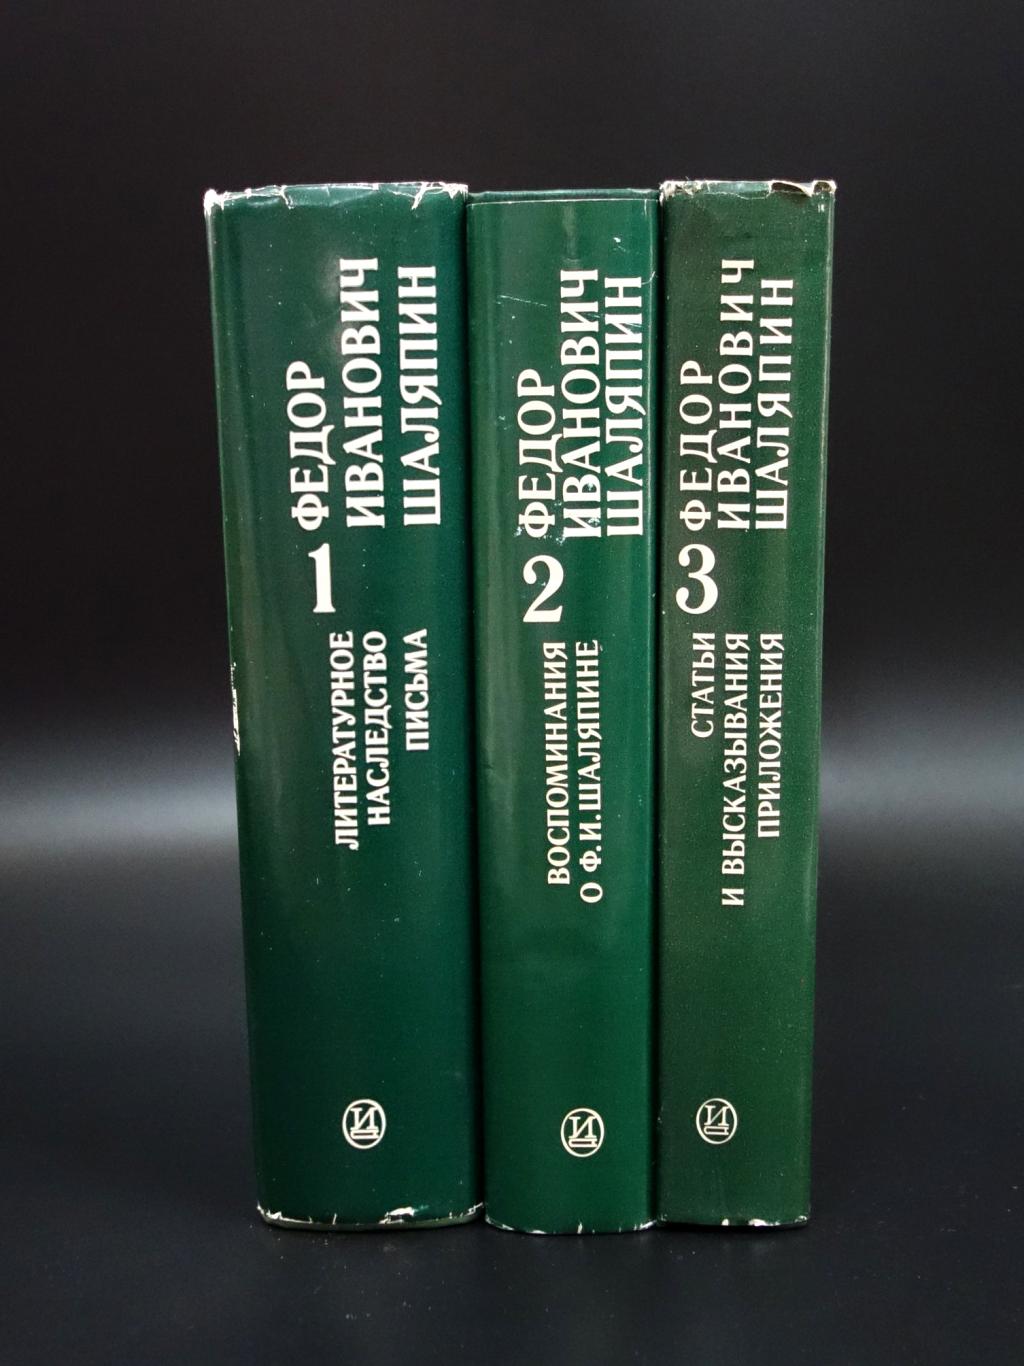 ФЕДОР
ИВАНОВИЧ
ШАЛЯПИН
1
ЛИТЕРАТУРНОЕ
НАСЛЕДСТВО
ПИСЬМА
И
ФЕДОР
ИВАНОВИЧ
ШАЛЯПИН
2
ВОСПОМИНАНИЯ
О Ф. И. ШАЛЯПИНЕ
И
ФЕДОР
ИВАНОВИЧ
ШАЛЯПИН
3
СТАТЬИ
И ВЫСКАЗЫВАНИЯ
ПРИЛОЖЕНИЯ
И